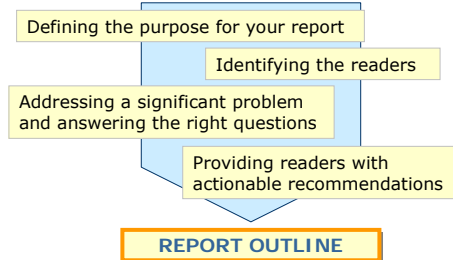 Defining the purpose for your report
Identifying the readers
Addressing a significant problem
and answering the right questions
Providing readers with
actionable recommendations
REPORT OUTLINE